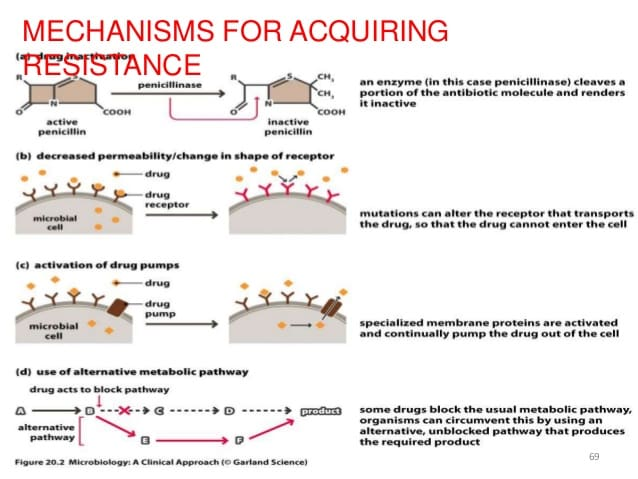 MECHANISMS FOR ACQUIRING
RESISTANCE
(a) drug inactivation
R
S
N
O
COOH
active
penicillin
penicillinase
R
S
CH3
CH3
N
O
COOH
inactive
penicillin
an enzyme (in this case penicillinase) cleaves a
portion of the antibiotic molecule and renders
it inactive
(b) decreased permeability/change in shape of receptor
drug
drug
receptor
microbial
cell
mutations can alter the receptor that transports
the drug, so that the drug cannot enter the cell
(c) activation of drug pumps
drug
drug
pump
microbial
cell
specialized membrane proteins are activated
and continually pump the drug out of the cell
(d) use of alternative metabolic pathway
drug acts to block pathway
A B C D product
alternative
pathway
E F
some drugs block the usual metabolic pathway,
organisms can circumvent this by using an
alternative, unblocked pathway that produces
the required product
Figure 20.2 Microbiology: A Clinical Approach (© Garland Science)
69